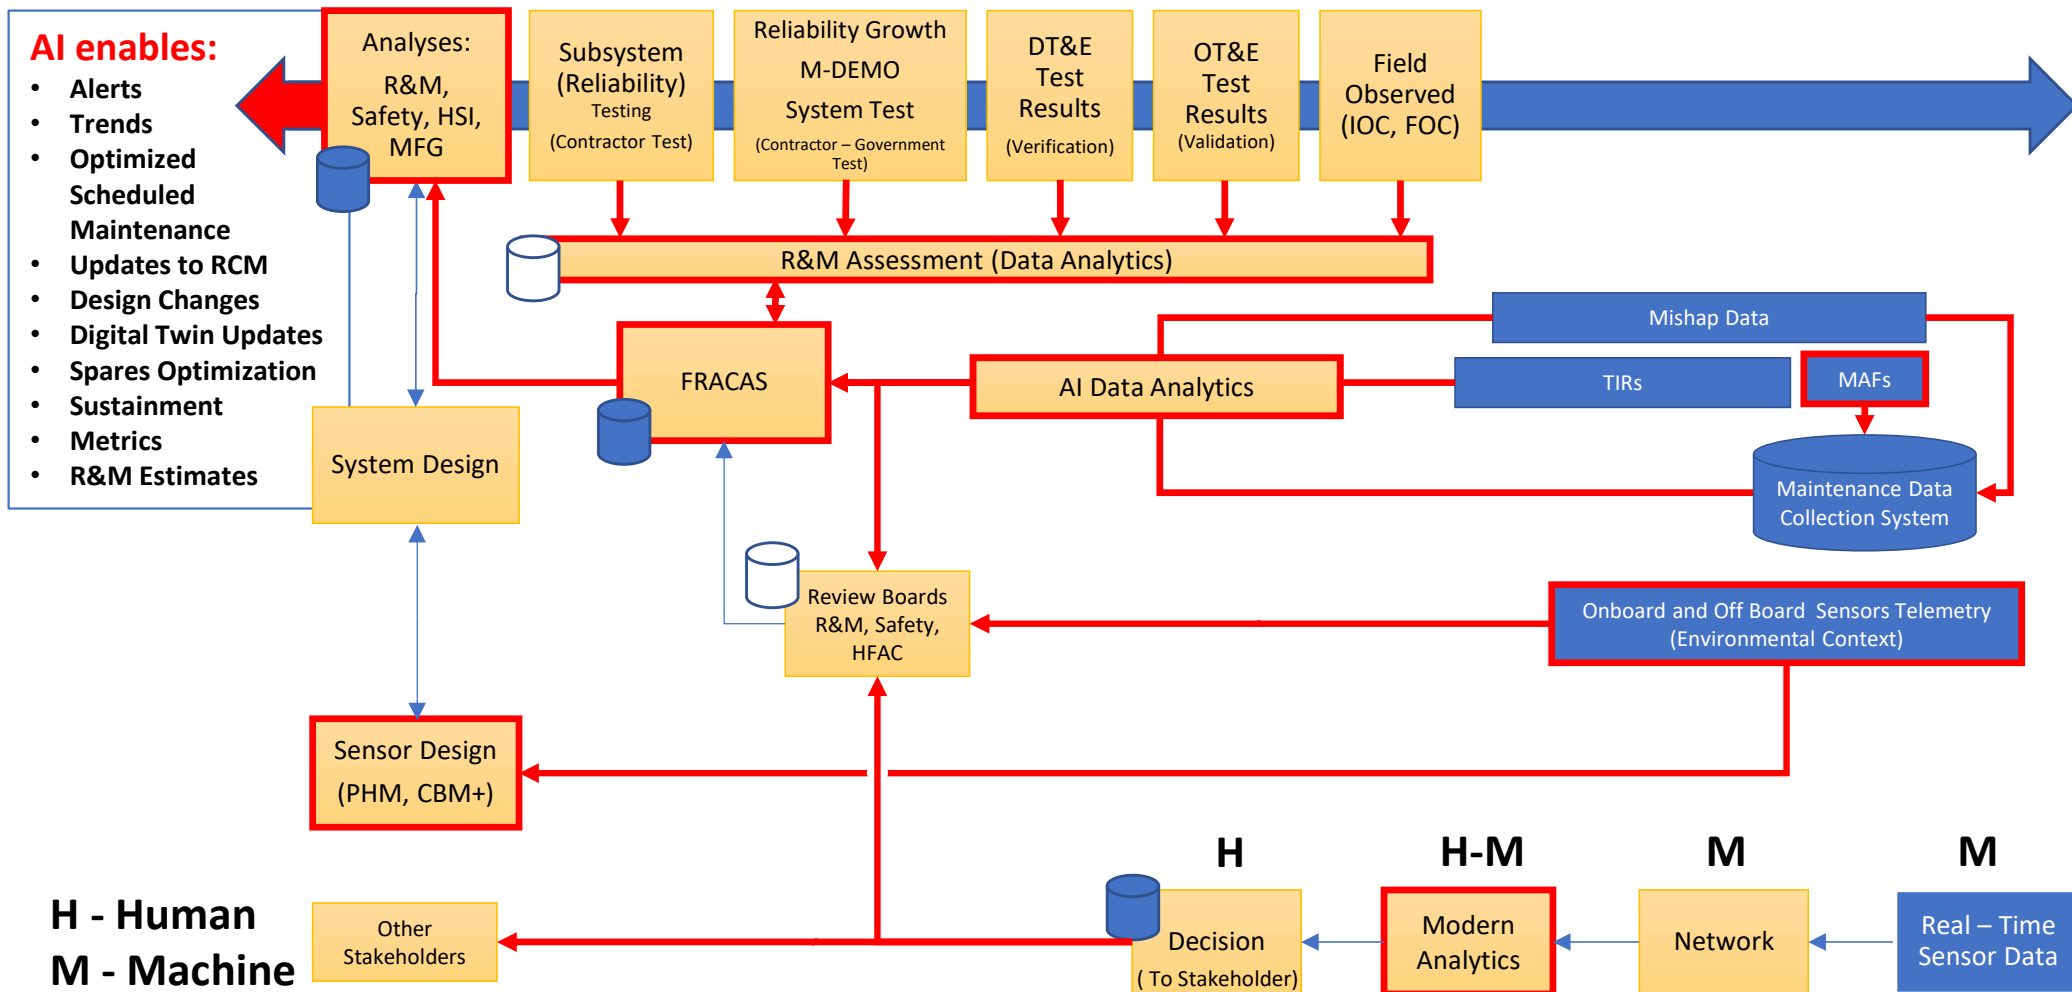 AI enables:
• Alerts
• Trends
• Optimized
Scheduled
Maintenance
• Updates to RCM
• Design Changes
• Digital Twin Updates
• Spares Optimization
• Sustainment
• Metrics
• R&M Estimates
Analyses:
R&M,
Safety, HSI,
MFG
Subsystem
(Reliability)
Testing
(Contractor Test)
Reliability Growth
M-DEMO
System Test
(Contractor – Government
Test)
DT&E
Test
Results
(Verification)
OT&E
Test
Results
(Validation)
Field
Observed
(IOC, FOC)
R&M Assessment (Data Analytics)
Mishap Data
FRACAS
AI Data Analytics
TIRs
MAFs
System Design
Maintenance Data
Collection System
Review Boards
R&M, Safety,
HFAC
Onboard and Off Board Sensors Telemetry
(Environmental Context)
Sensor Design
(PHM, CBM+)
H
H-M
M
M
H - Human
M - Machine
Other
Stakeholders
Decision
( To Stakeholder)
Modern
Analytics
Network
Real – Time
Sensor Data